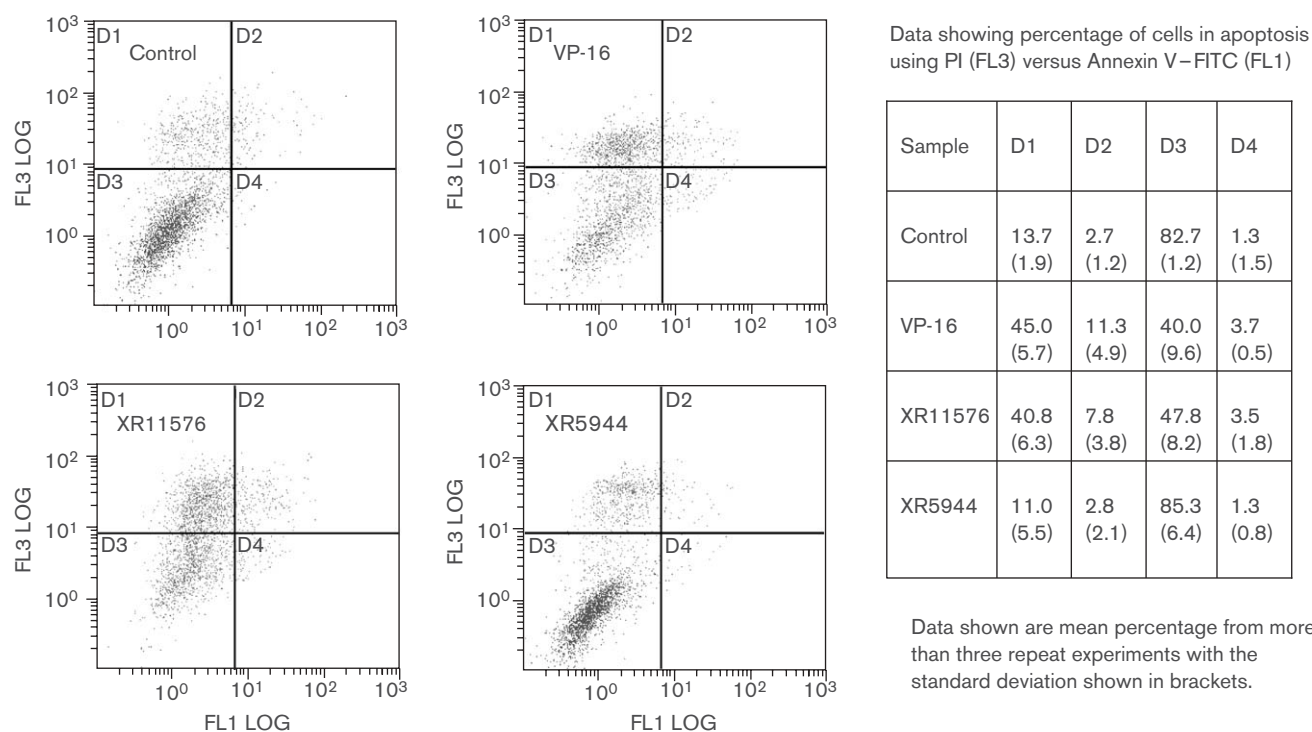 10³
D1
D2
Control
10²
FL3 LOG
10¹
D3
D4
10⁰
10⁰
10¹
10²
10³
10³
D1
D2
VP-16
10²
FL3 LOG
10¹
D3
D4
10⁰
10⁰
10¹
10²
10³
10³
D1
D2
XR11576
10²
FL3 LOG
10¹
D3
D4
10⁰
10⁰
10¹
10²
10³
FL1 LOG
10³
D1
D2
XR5944
10²
FL3 LOG
10¹
D3
D4
10⁰
10⁰
10¹
10²
10³
FL1 LOG
Data showing percentage of cells in apoptosis
using PI (FL3) versus Annexin V–FITC (FL1)
Sample D1 D2 D3 D4
Control 13.7 2.7 82.7 1.3
(1.9) (1.2) (1.2) (1.5)
VP-16 45.0 11.3 40.0 3.7
(5.7) (4.9) (9.6) (0.5)
XR11576 40.8 7.8 47.8 3.5
(6.3) (3.8) (8.2) (1.8)
XR5944 11.0 2.8 85.3 1.3
(5.5) (2.1) (6.4) (0.8)
Data shown are mean percentage from more
than three repeat experiments with the
standard deviation shown in brackets.